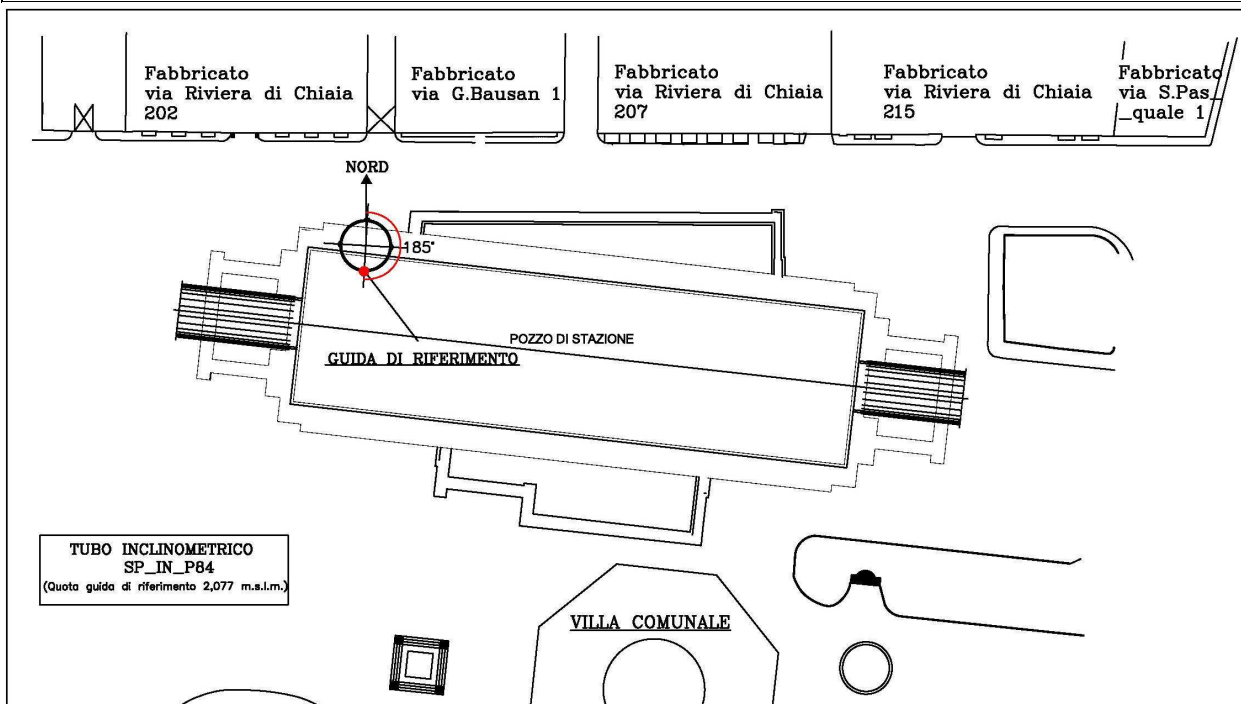 Fabbricato
via Riviera di Chiaia
202
Fabbricato
via G.Bausan 1
Fabbricato
via Riviera di Chiaia
207
Fabbricato
via Riviera di Chiaia
215
Fabbricato
via S.Pas_
_quale 1
NORD
185°
POZZO DI STAZIONE
GUIDA DI RIFERIMENTO
TUBO INCLINOMETRICO
SP_IN_P84
(Quota guida di riferimento 2,077 m.s.l.m.)
VILLA COMUNALE